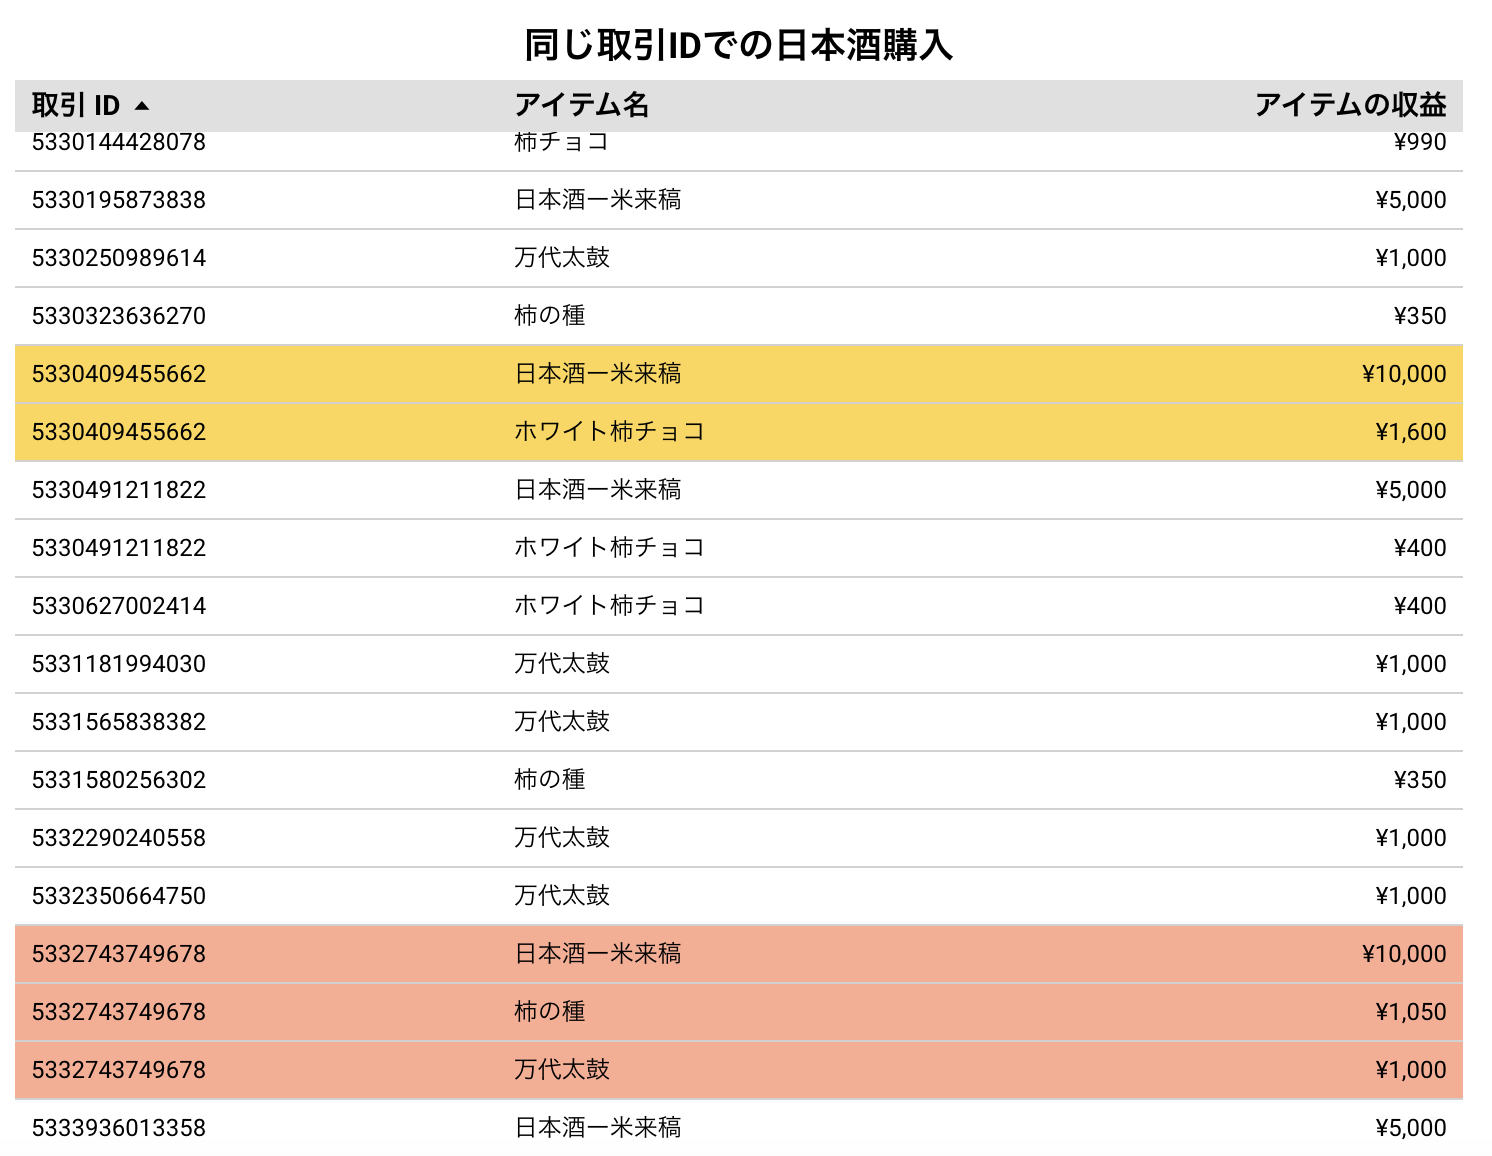 同じ取引IDでの日本酒購入
取引 ID ▲ アイテム名 アイテムの収益
5330144428078 柿チョコ ¥990
5330195873838 日本酒一米来稿 ¥5,000
5330250989614 万代太鼓 ¥1,000
5330323636270 柿の種 ¥350
5330409455662 日本酒一米来稿 ¥10,000
5330409455662 ホワイト柿チョコ ¥1,600
5330491211822 日本酒一米来稿 ¥5,000
5330491211822 ホワイト柿チョコ ¥400
5330627002414 ホワイト柿チョコ ¥400
5331181994030 万代太鼓 ¥1,000
5331565838382 万代太鼓 ¥1,000
5331580256302 柿の種 ¥350
5332290240558 万代太鼓 ¥1,000
5332350664750 万代太鼓 ¥1,000
5332743749678 日本酒一米来稿 ¥10,000
5332743749678 柿の種 ¥1,050
5332743749678 万代太鼓 ¥1,000
5333936013358 日本酒一米来稿 ¥5,000